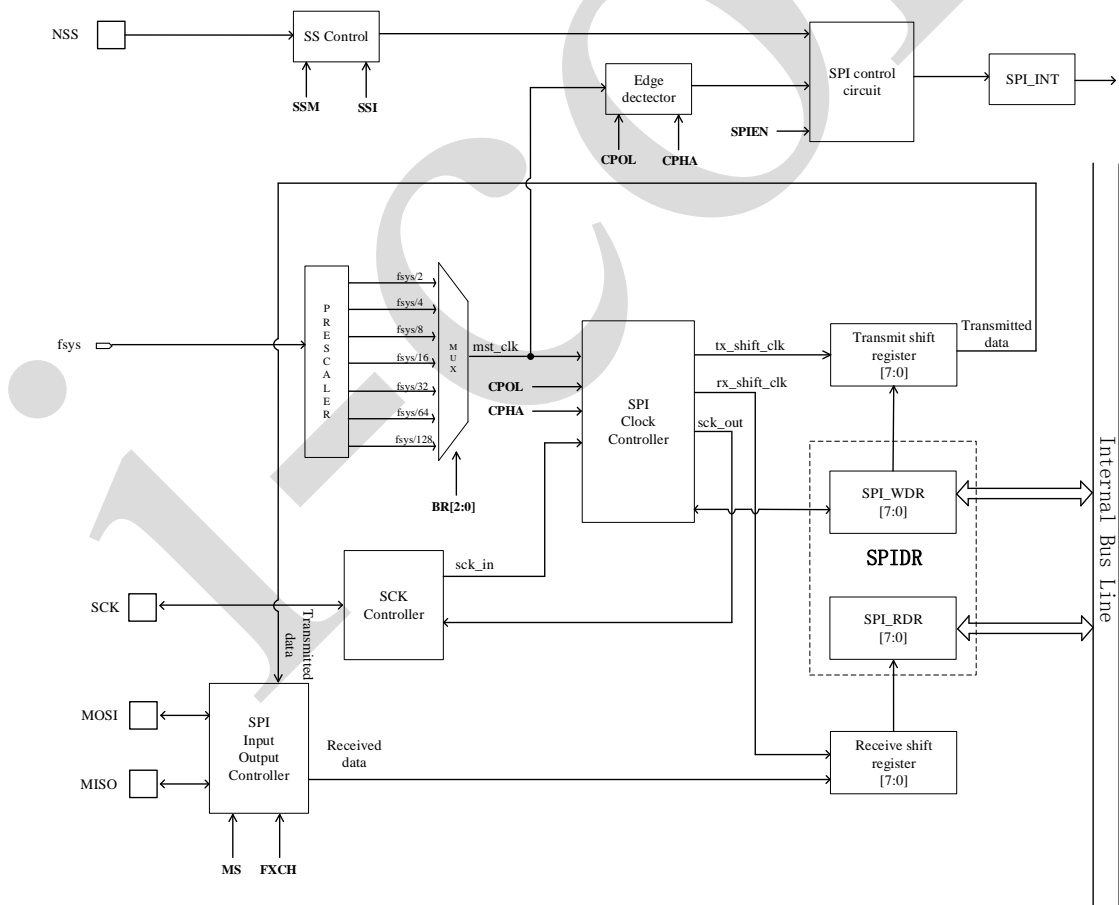 NSS
SS Control
SSM
SSI
Edge
dectector
CPOL
CPHA
SPIEN
SPI control
circuit
SPI_INT
fsys
PRESCALER
fsys/2
fsys/4
fsys/8
fsys/16
fsys/32
fsys/64
fsys/128
MUX
BR[2:0]
mst_clk
CPOL
CPHA
SPI
Clock
Controller
tx_shift_clk
rx_shift_clk
sck_out
Transmit shift
register
[7:0]
Transmitted
data
SPI_WDR
[7:0]
SPIDR
SPI_RDR
[7:0]
Internal Bus Line
SCK
SCK
Controller
sck_in
Transmitted
data
MOSI
MISO
SPI
Input
Output
Controller
MS
FXCH
Received
data
Receive shift
register
[7:0]